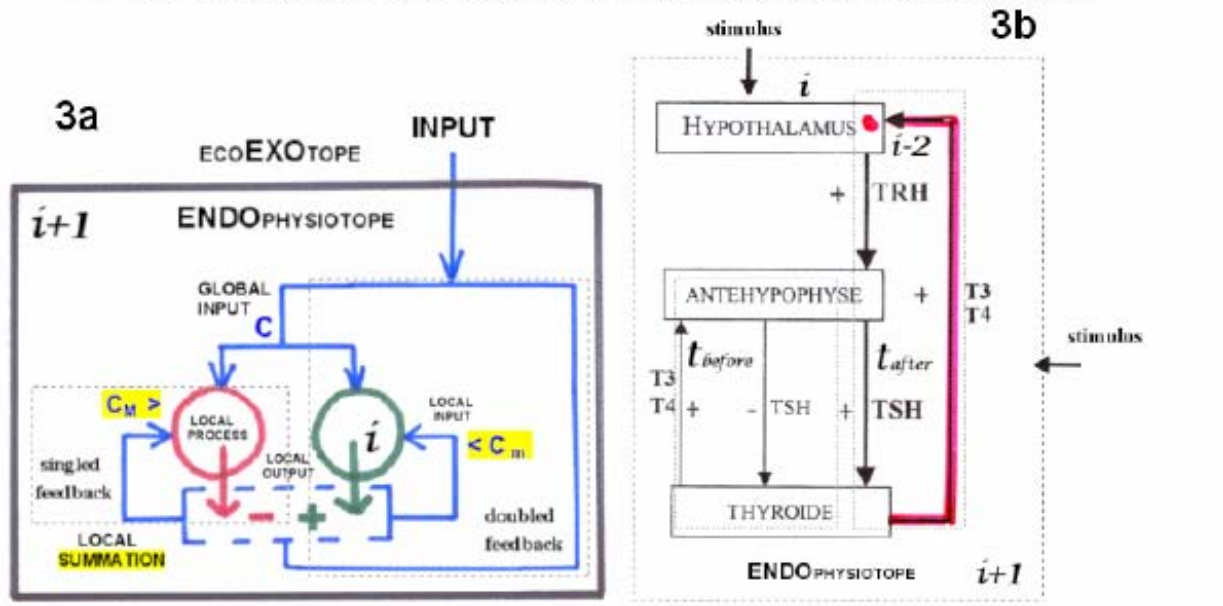 3a
INPUT
ECOEXOTOPE
i+1
ENDOPHYSIOTOPE
GLOBAL
INPUT
C
CM >
LOCAL
PROCESS
i
LOCAL
INPUT
< Cm
singled
feedback
LOCAL
OUTPUT
- +
doubled
feedback
LOCAL
SUMMATION
3b
stimulus
i
HYPOTHALAMUS
i-2
+ TRH
ANTEHYPOPHYSE
+
T3
T4
stimulus
tbefore
tafter
T3
T4 +
- TSH
+ TSH
THYROIDE
ENDOPHYSIOTOPE
i+1